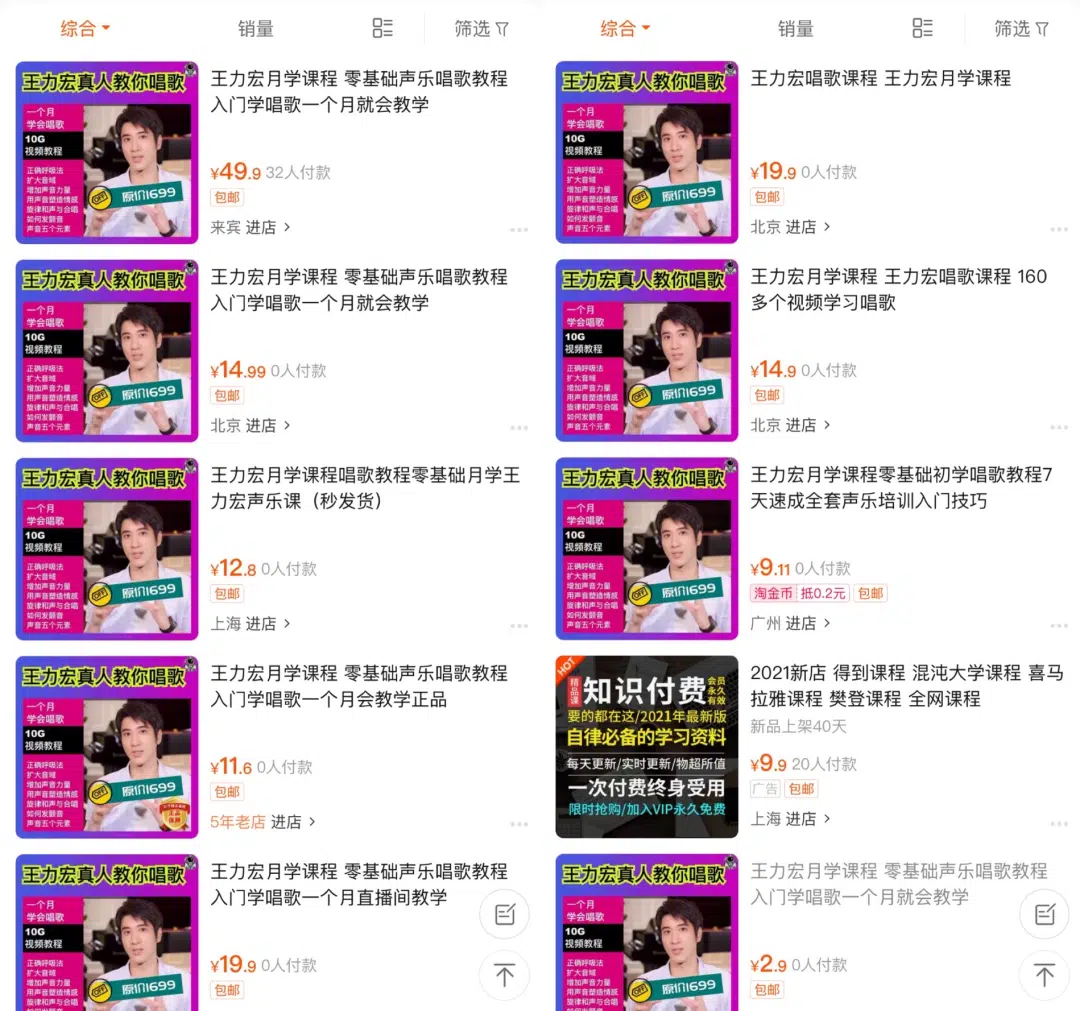 综合
销量
筛选
王力宏真人教你唱歌
一个月
学会唱歌
10G
视频教程
正确呼吸法
扩大音域
增加声音力量
用声音塑造情感
旋律和声与合唱
如何发颤音
声音五个元素
OFF
原价1699
王力宏月学课程 零基础声乐唱歌教程
入门学唱歌一个月就会教学
¥49.9 32人付款
包邮
来宾 进店
王力宏真人教你唱歌
一个月
学会唱歌
10G
视频教程
正确呼吸法
扩大音域
增加声音力量
用声音塑造情感
旋律和声与合唱
如何发颤音
声音五个元素
OFF
原价1699
王力宏月学课程 零基础声乐唱歌教程
入门学唱歌一个月就会教学
¥14.99 0人付款
包邮
北京 进店
王力宏真人教你唱歌
一个月
学会唱歌
10G
视频教程
正确呼吸法
扩大音域
增加声音力量
用声音塑造情感
旋律和声与合唱
如何发颤音
声音五个元素
OFF
原价1699
王力宏月学课程唱歌教程零基础月学王
力宏声乐课（秒发货）
¥12.8 0人付款
包邮
上海 进店
王力宏真人教你唱歌
一个月
学会唱歌
10G
视频教程
正确呼吸法
扩大音域
增加声音力量
用声音塑造情感
旋律和声与合唱
如何发颤音
声音五个元素
OFF
原价1699
正品
保障
王力宏月学课程 零基础声乐唱歌教程
入门学唱歌一个月会教学正品
¥11.6 0人付款
包邮
5年老店 进店
王力宏真人教你唱歌
一个月
学会唱歌
10G
视频教程
正确呼吸法
扩大音域
增加声音力量
用声音塑造情感
旋律和声与合唱
OFF
原价1699
王力宏月学课程 零基础声乐唱歌教程
入门学唱歌一个月直播间教学
¥19.9 0人付款
包邮
综合
销量
筛选
王力宏真人教你唱歌
一个月
学会唱歌
10G
视频教程
正确呼吸法
扩大音域
增加声音力量
用声音塑造情感
旋律和声与合唱
如何发颤音
声音五个元素
OFF
原价1699
王力宏唱歌课程 王力宏月学课程
¥19.9 0人付款
包邮
北京 进店
王力宏真人教你唱歌
一个月
学会唱歌
10G
视频教程
正确呼吸法
扩大音域
增加声音力量
用声音塑造情感
旋律和声与合唱
如何发颤音
声音五个元素
OFF
原价1699
王力宏月学课程 王力宏唱歌课程 160
多个视频学习唱歌
¥14.9 0人付款
包邮
北京 进店
王力宏真人教你唱歌
一个月
学会唱歌
10G
视频教程
正确呼吸法
扩大音域
增加声音力量
用声音塑造情感
旋律和声与合唱
如何发颤音
声音五个元素
OFF
原价1699
王力宏月学课程零基础初学唱歌教程7
天速成全套声乐培训入门技巧
¥9.11 0人付款
淘金币 抵0.2元 包邮
广州 进店
HOT
精品课
知识付费
会员
永久
有效
要的都在这/2021年最新版
自律必备的学习资料
每天更新/实时更新/物超所值
一次付费终身受用
限时抢购/加入VIP永久免费
2021新店 得到课程 混沌大学课程 喜马
拉雅课程 樊登课程 全网课程
新品上架40天
¥9.9 20人付款
广告 包邮
上海 进店
王力宏真人教你唱歌
一个月
学会唱歌
10G
视频教程
正确呼吸法
扩大音域
增加声音力量
用声音塑造情感
旋律和声与合唱
OFF
原价1699
王力宏月学课程 零基础声乐唱歌教程
入门学唱歌一个月就会教学
¥2.9 0人付款
包邮